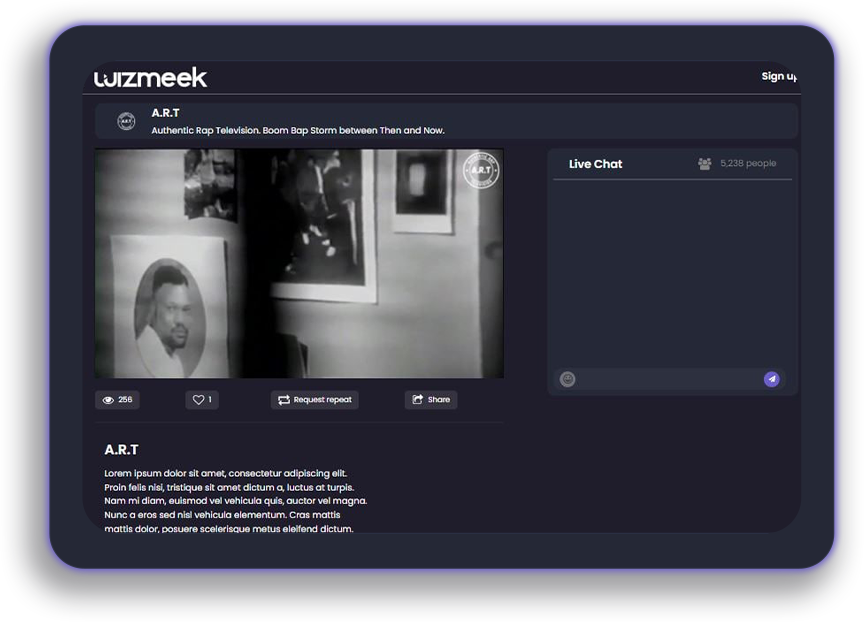 wizmeek
Sign up
A.R.T
Authentic Rap Television. Boom Bap Storm between Then and Now.
A.R.T
A.R.T
Live Chat
5,238 people
256
1
Request repeat
Share
A.R.T
Lorem ipsum dolor sit amet, consectetur adipiscing elit.
Proin felis nisi, tristique sit amet dictum a, luctus at turpis.
Nam mi diam, euismod vel vehicula quis, auctor vel magna.
Nunc a eros sed nisl vehicula elementum. Cras mattis
mattis dolor, posuere scelerisque metus eleifend dictum.